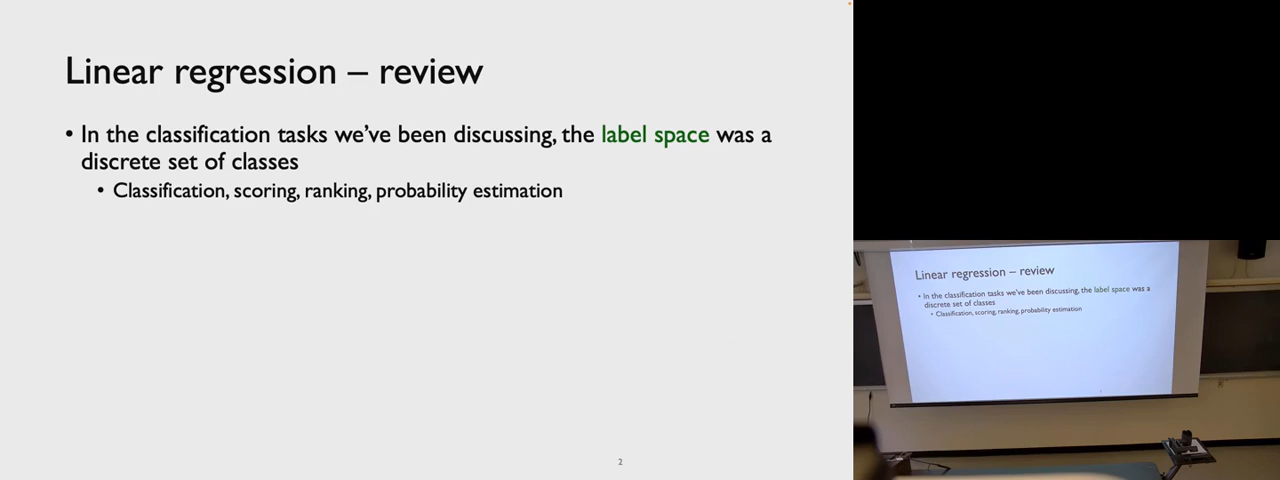 Linear regression – review
• In the classification tasks we've been discussing, the label space was a
discrete set of classes
• Classification, scoring, ranking, probability estimation
2
Linear regression – review
• In the classification tasks we've been discussing, the label space was a
discrete set of classes
• Classification, scoring, ranking, probability estimation